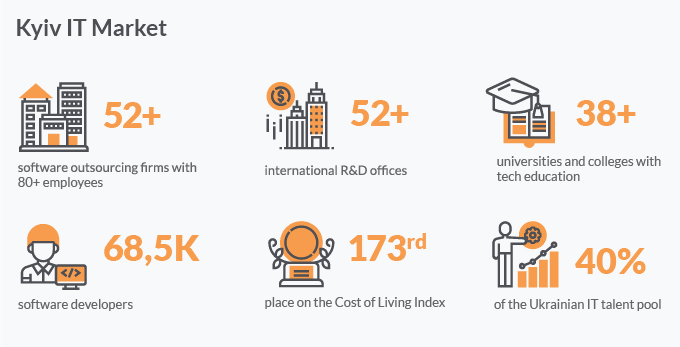 Kyiv IT Market
52+
software outsourcing firms with
80+ employees
52+
international R&D offices
38+
universities and colleges with
tech education
68,5K
software developers
173rd
place on the Cost of Living Index
40%
of the Ukrainian IT talent pool